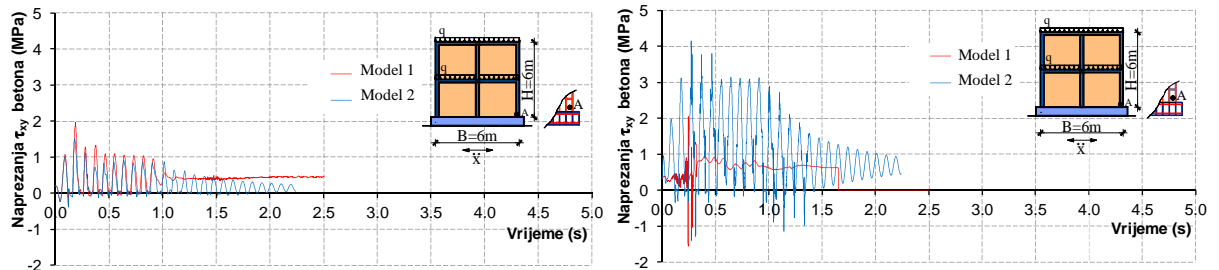 Naprezanja τxy betona (MPa)
5
4
3
2
1
0
-1
-2
0.0 0.5 1.0 1.5 2.0 2.5 3.0 3.5 4.0 4.5 5.0
Vrijeme (s)
Model 1
Model 2
q
q
H=6m
A
B=6m
ẍ
A
Naprezanja τxy betona (MPa)
5
4
3
2
1
0
-1
-2
0.0 0.5 1.0 1.5 2.0 2.5 3.0 3.5 4.0 4.5 5.0
Vrijeme (s)
Model 1
Model 2
q
q
H=6m
A
B=6m
ẍ
A